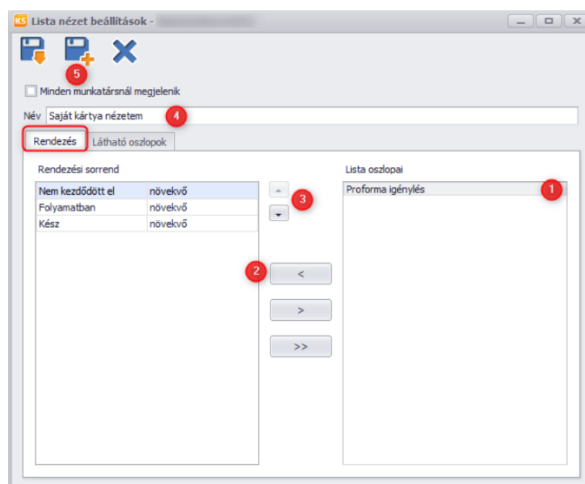 KS Lista nézet beállítások -
5
Minden munkatársnál megjelenik
Név Saját kártya nézetem 4
Rendezés Látható oszlopok
Rendezési sorrend Lista oszlopai
Nem kezdődött el növekvő Proforma igénylés 1
Folyamatban növekvő 3
Kész növekvő
2 <
>
>>